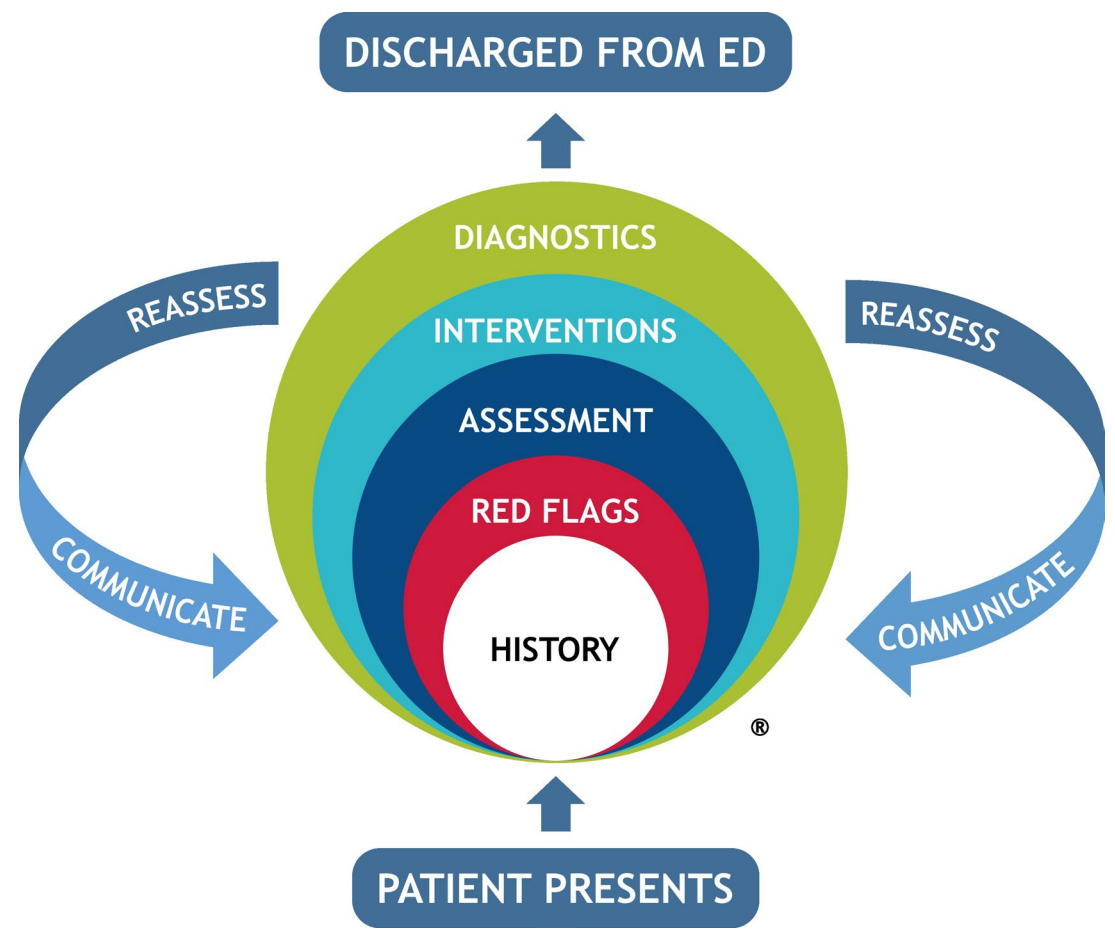 DISCHARGED FROM ED
DIAGNOSTICS
REASSESS
REASSESS
INTERVENTIONS
ASSESSMENT
RED FLAGS
COMMUNICATE
COMMUNICATE
HISTORY
®
PATIENT PRESENTS